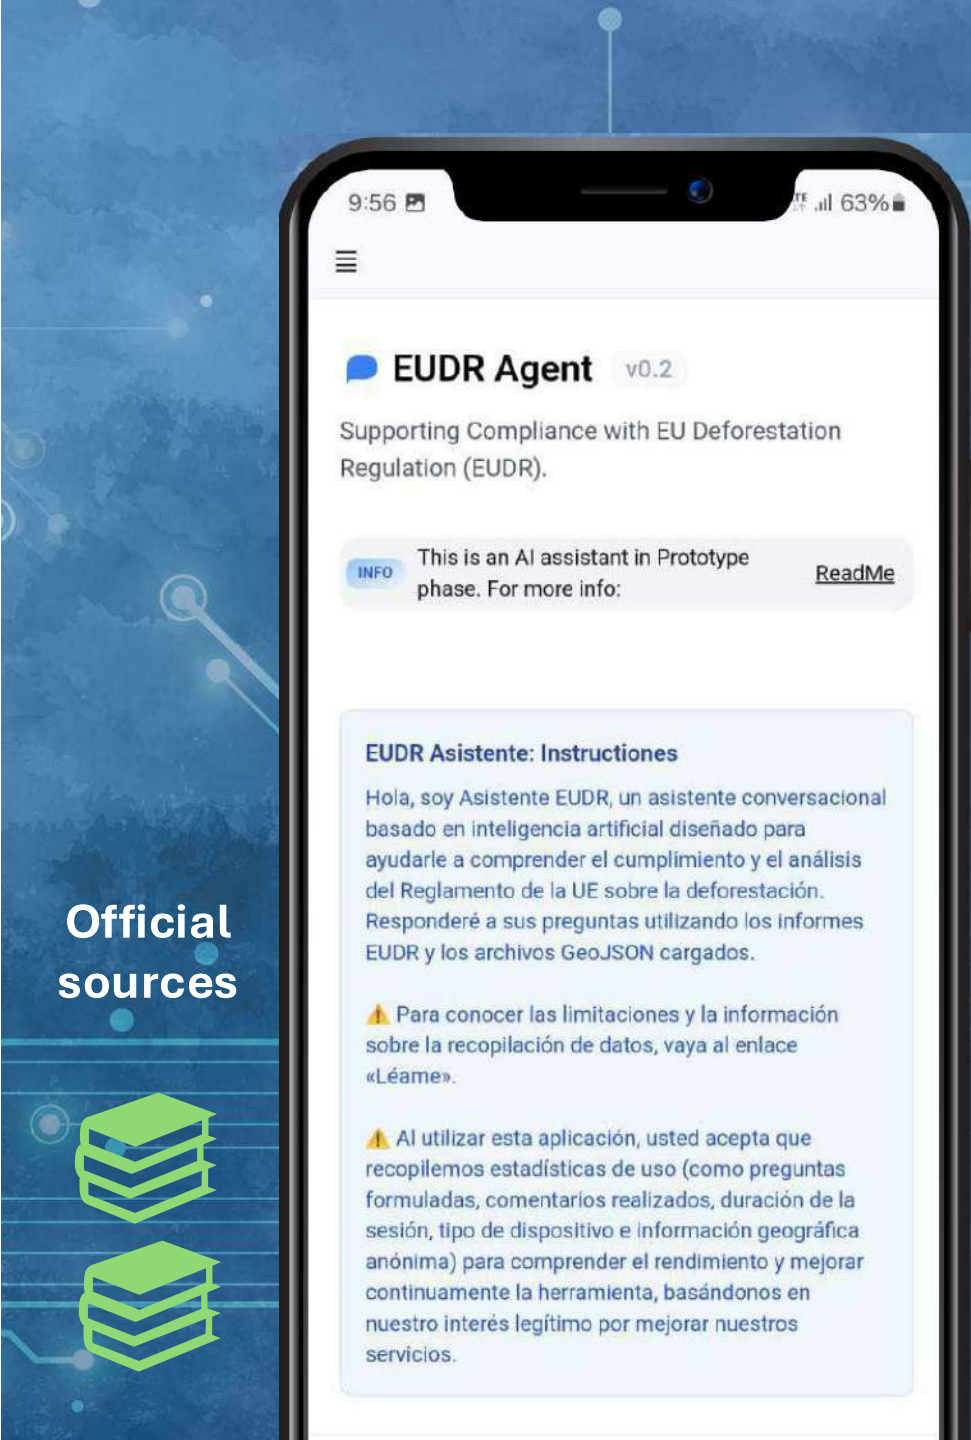 9:56
63%
EUDR Agent v0.2
Supporting Compliance with EU Deforestation
Regulation (EUDR).
INFO
This is an AI assistant in Prototype
phase. For more info:
ReadMe
EUDR Asistente: Instructiones
Hola, soy Asistente EUDR, un asistente conversacional
basado en inteligencia artificial diseñado para
ayudarle a comprender el cumplimiento y el análisis
del Reglamento de la UE sobre la deforestación.
Responderé a sus preguntas utilizando los informes
EUDR y los archivos GeoJSON cargados.
⚠️ Para conocer las limitaciones y la información
sobre la recopilación de datos, vaya al enlace
«Léame».
⚠️ Al utilizar esta aplicación, usted acepta que
recopilemos estadísticas de uso (como preguntas
formuladas, comentarios realizados, duración de la
sesión, tipo de dispositivo e información geográfica
anónima) para comprender el rendimiento y mejorar
continuamente la herramienta, basándonos en
nuestro interés legítimo por mejorar nuestros
servicios.
Official
sources